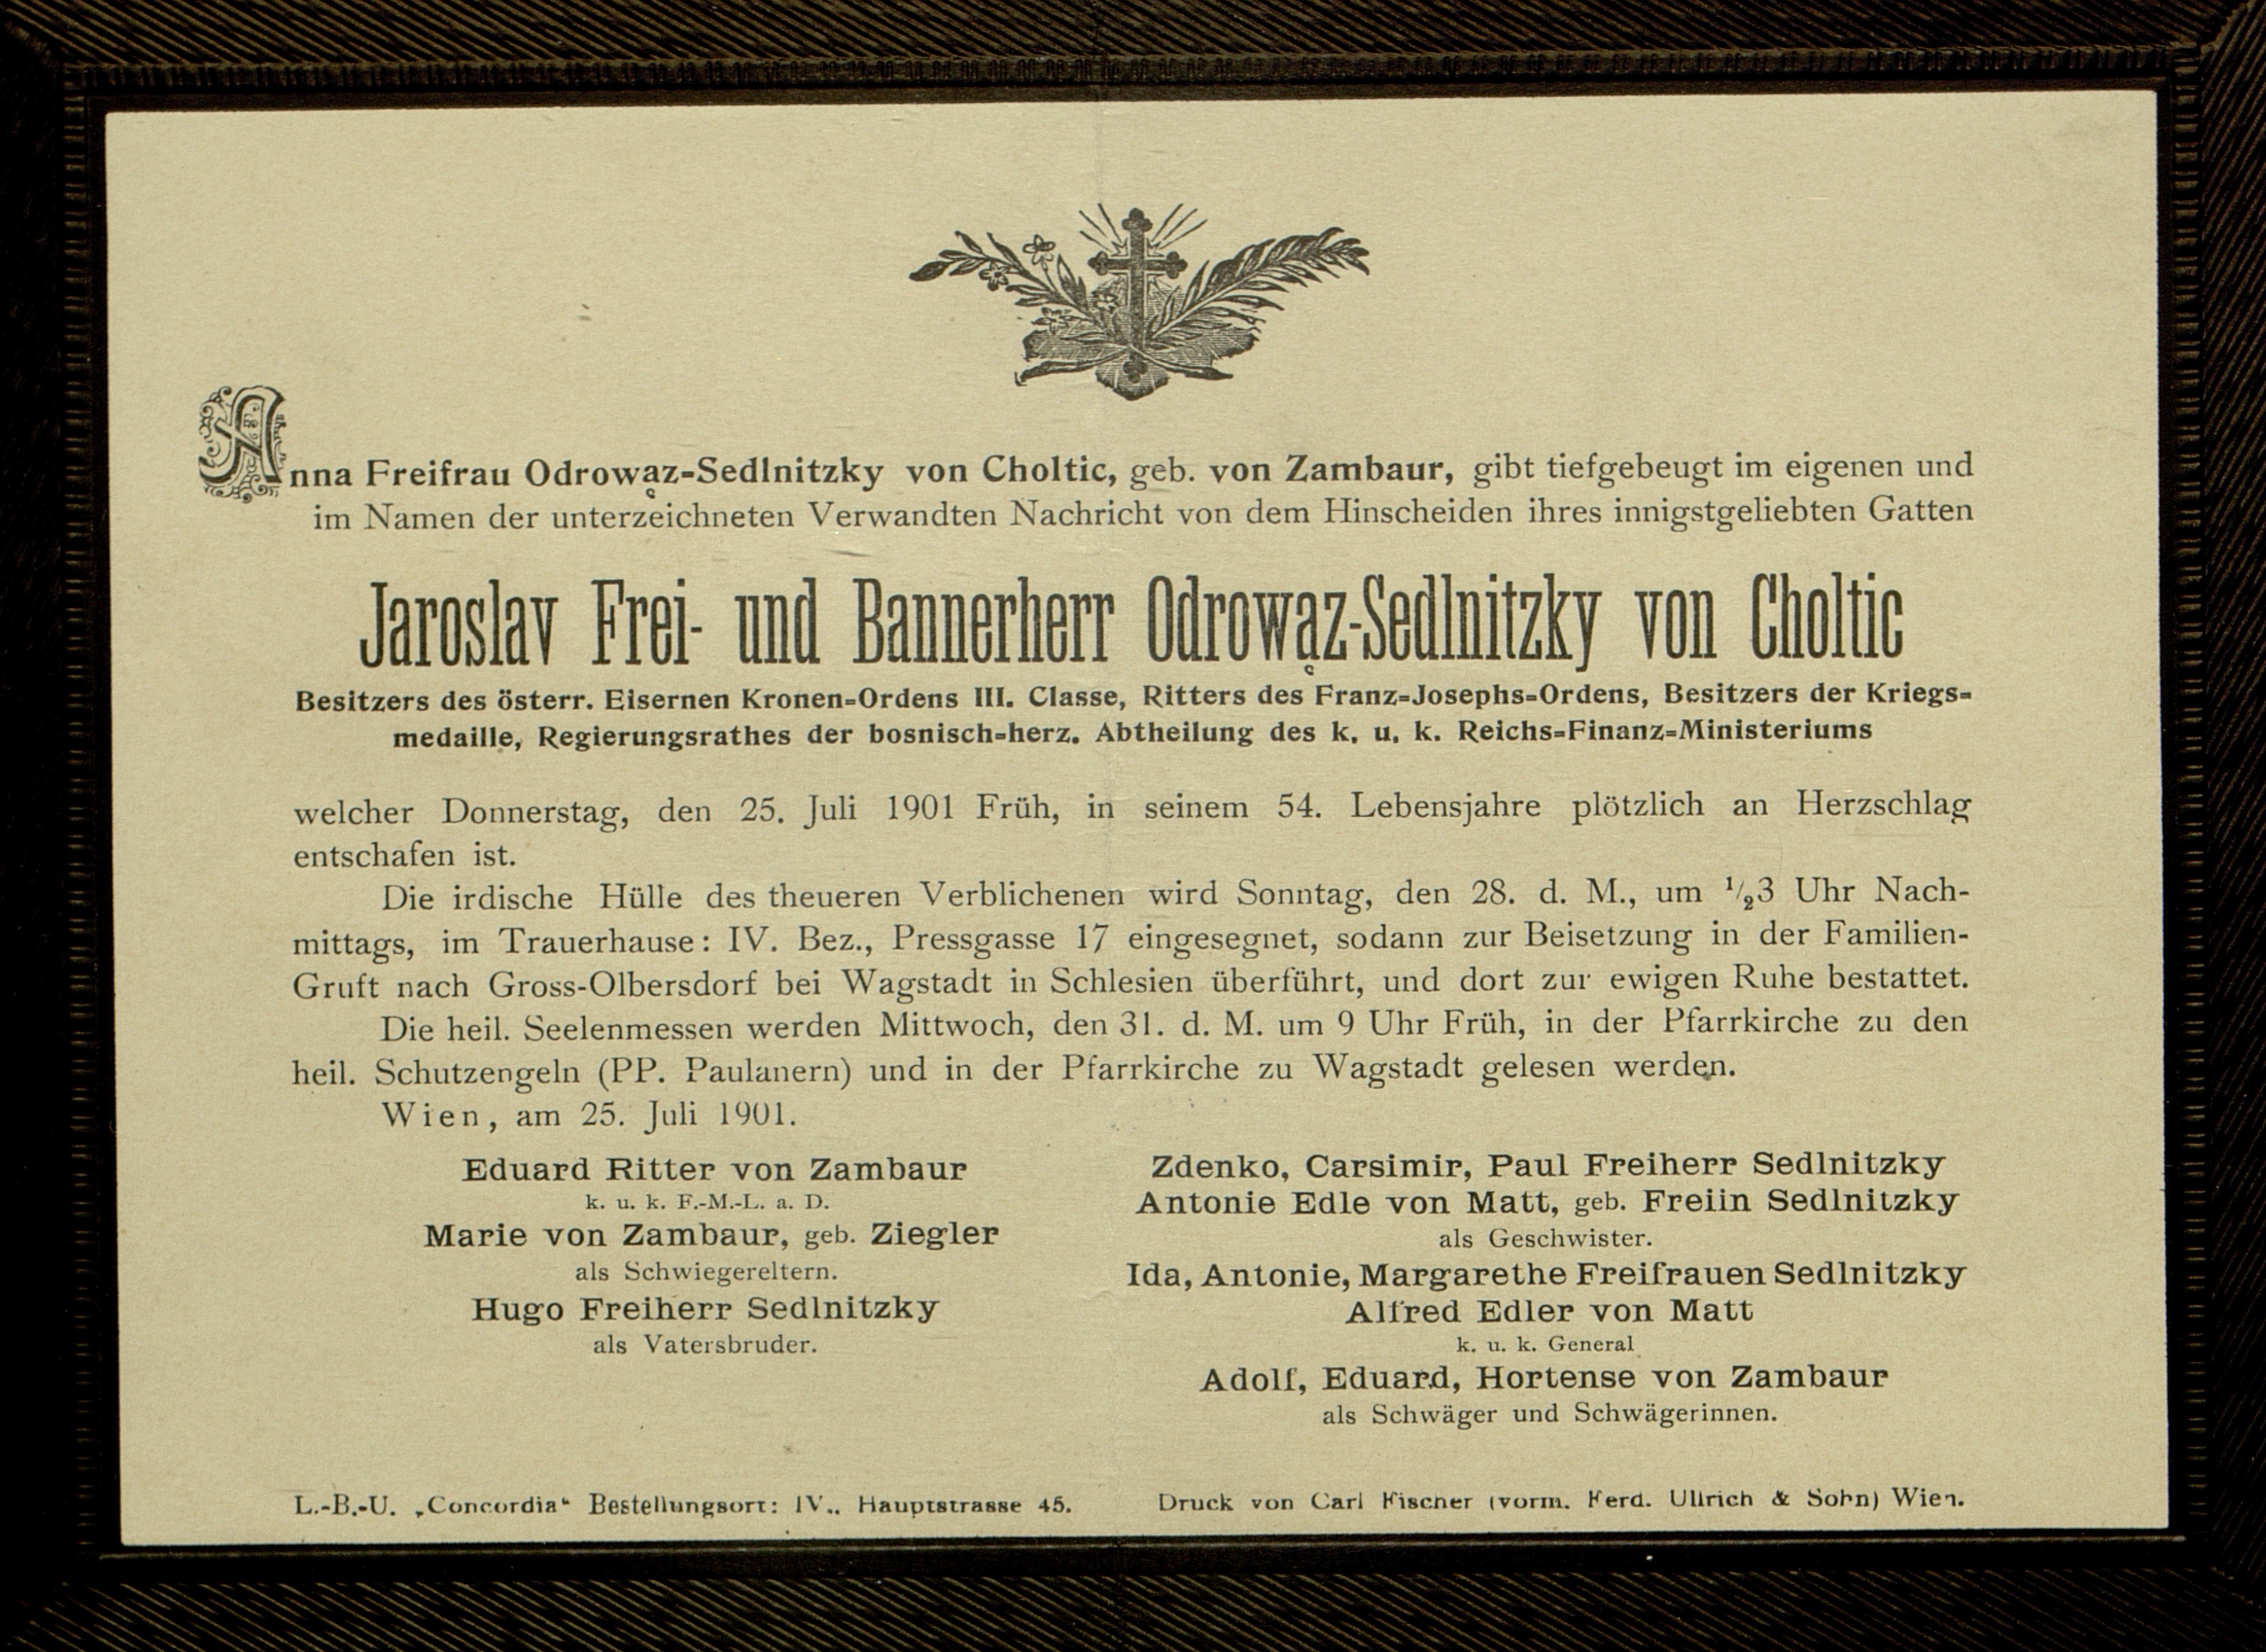 Anna Freifrau Odrowąz-Sedlnitzky von Choltic, geb. von Zambaur, gibt tiefgebeugt im eigenen und
im Namen der unterzeichneten Verwandten Nachricht von dem Hinscheiden ihres innigstgeliebten Gatten
Jaroslav Frei- und Bannerherr Odrowąz-Sedlnitzky von Choltic
Besitzers des österr. Eisernen Kronen-Ordens III. Classe, Ritters des Franz-Josephs-Ordens, Besitzers der Kriegs-
medaille, Regierungsrathes der bosnisch-herz. Abtheilung des k. u. k. Reichs-Finanz-Ministeriums
welcher Donnerstag, den 25. Juli 1901 Früh, in seinem 54. Lebensjahre plötzlich an Herzschlag
entschafen ist.
Die irdische Hülle des theueren Verblichenen wird Sonntag, den 28. d. M., um ½3 Uhr Nach-
mittags, im Trauerhause: IV. Bez., Pressgasse 17 eingesegnet, sodann zur Beisetzung in der Familien-
Gruft nach Gross-Olbersdorf bei Wagstadt in Schlesien überführt, und dort zur ewigen Ruhe bestattet.
Die heil. Seelenmessen werden Mittwoch, den 31. d. M. um 9 Uhr Früh, in der Pfarrkirche zu den
heil. Schutzengeln (PP. Paulanern) und in der Pfarrkirche zu Wagstadt gelesen werden.
Wien, am 25. Juli 1901.
Eduard Ritter von Zambaur
k. u. k. F.-M.-L. a. D.
Marie von Zambaur, geb. Ziegler
als Schwiegereltern.
Hugo Freiherr Sedlnitzky
als Vatersbruder.
Zdenko, Carsimir, Paul Freiherr Sedlnitzky
Antonie Edle von Matt, geb. Freiin Sedlnitzky
als Geschwister.
Ida, Antonie, Margarethe Freifrauen Sedlnitzky
Alfred Edler von Matt
k. u. k. General
Adolf, Eduard, Hortense von Zambaur
als Schwäger und Schwägerinnen.
L.-B.-U. „Concordia“ Bestellungsort: IV., Hauptstrasse 45.
Druck von Carl Fischer (vorm. Ferd. Ullrich & Sohn) Wien.